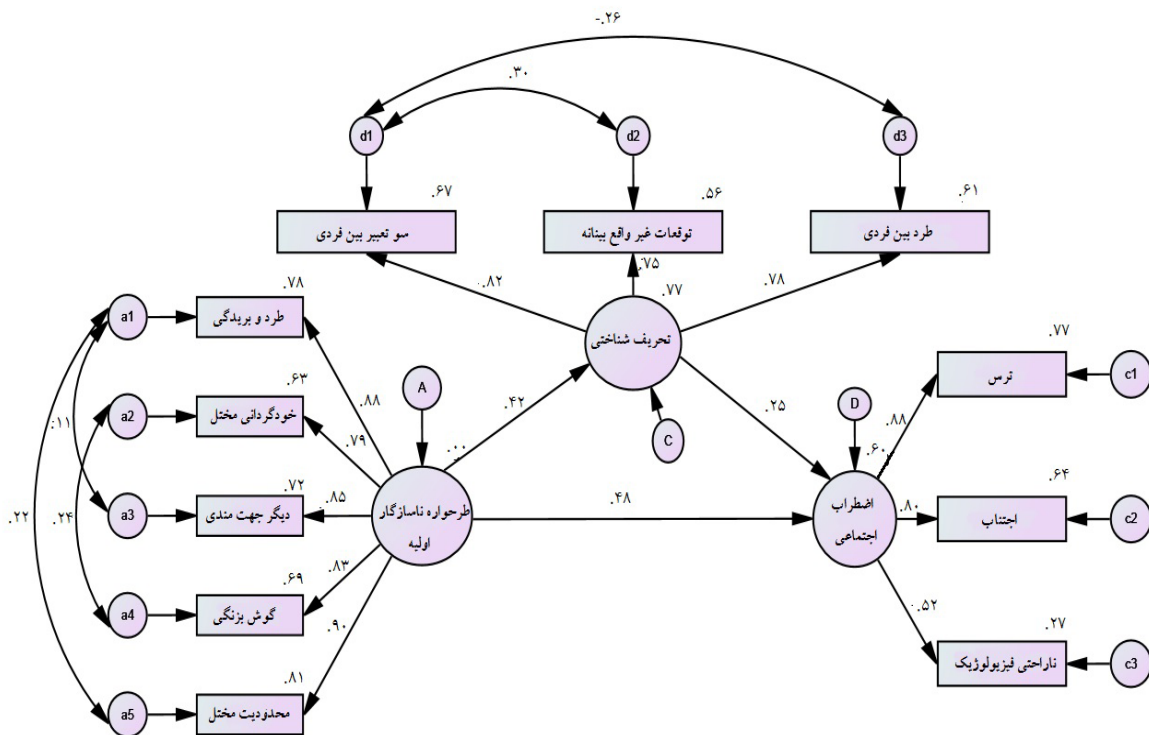 -.۲۶
.۳۰
d1
d2
d3
.۶۷
.۵۶
.۶۱
سو تعبیر بین فردی
توقعات غیر واقع بینانه
طرد بین فردی
.۸۲
.۷۵
.۷۸
.۷۷
تحریف شناختی
C
a1
.۷۸
طرد و بریدگی
a2
.۶۳
خودگردانی مختل
a3
.۷۲
دیگر جهت مندی
a4
.۶۹
گوش بزنگی
a5
.۸۱
محدودیت مختل
.۱۱
.۲۴
.۲۲
.۸۸
.۷۹
.۸۵
.۸۳
.۹۰
A
.۰۰
طرحواره ناسازگار
اولیه
.۴۲
.۲۵
.۴۸
D
.۶۰
اضطراب
اجتماعی
.۸۸
.۸۰
.۵۲
.۷۷
ترس
c1
.۶۴
اجتناب
c2
.۲۷
ناراحتی فیزیولوژیک
c3